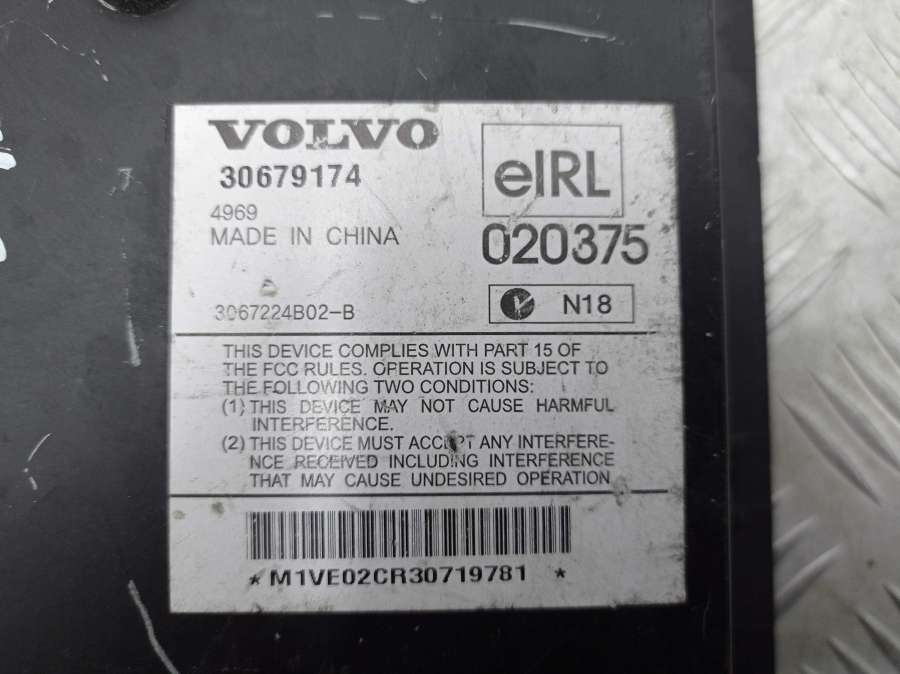 VOLVO
30679174
4969
MADE IN CHINA
3067224B02-B
eIRL
020375
N18
THIS DEVICE COMPLIES WITH PART 15 OF
THE FCC RULES. OPERATION IS SUBJECT TO
THE FOLLOWING TWO CONDITIONS:
(1) THIS DEVICE MAY NOT CAUSE HARMFUL
INTERFERENCE.
(2) THIS DEVICE MUST ACCEPT ANY INTERFERE-
NCE RECEIVED INCLUDING INTERFERENCE
THAT MAY CAUSE UNDESIRED OPERATION
* M1VE02CR30719781 *